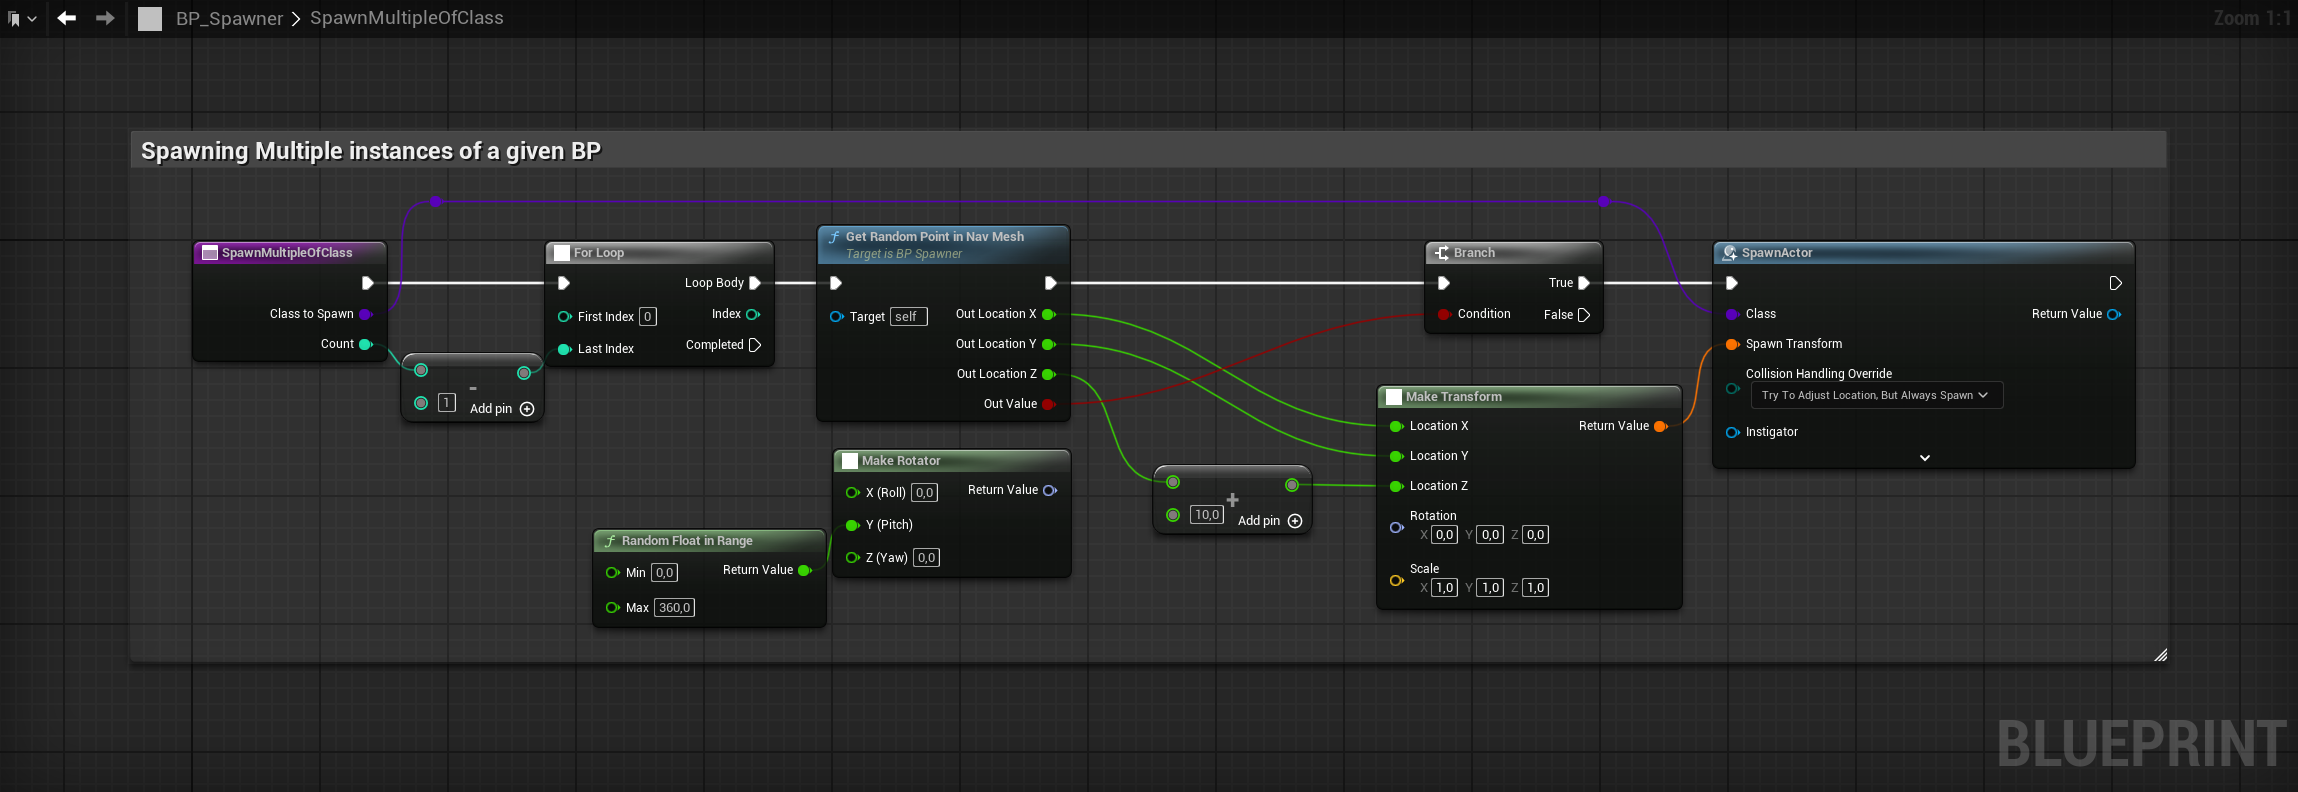 BP_Spawner > SpawnMultipleOfClass
Zoom 1:1
Spawning Multiple instances of a given BP
SpawnMultipleOfClass
Class to Spawn
Count
-
1
Add pin
For Loop
Loop Body
First Index 0
Index
Last Index
Completed
Get Random Point in Nav Mesh
Target is BP Spawner
Target self
Out Location X
Out Location Y
Out Location Z
Out Value
Make Rotator
X (Roll) 0,0
Return Value
Y (Pitch)
Z (Yaw) 0,0
Random Float in Range
Min 0,0
Return Value
Max 360,0
+
10,0
Add pin
Branch
True
Condition
False
Make Transform
Location X
Return Value
Location Y
Location Z
Rotation
X 0,0 Y 0,0 Z 0,0
Scale
X 1,0 Y 1,0 Z 1,0
SpawnActor
Class
Return Value
Spawn Transform
Collision Handling Override
Try To Adjust Location, But Always Spawn
Instigator
BLUEPRINT